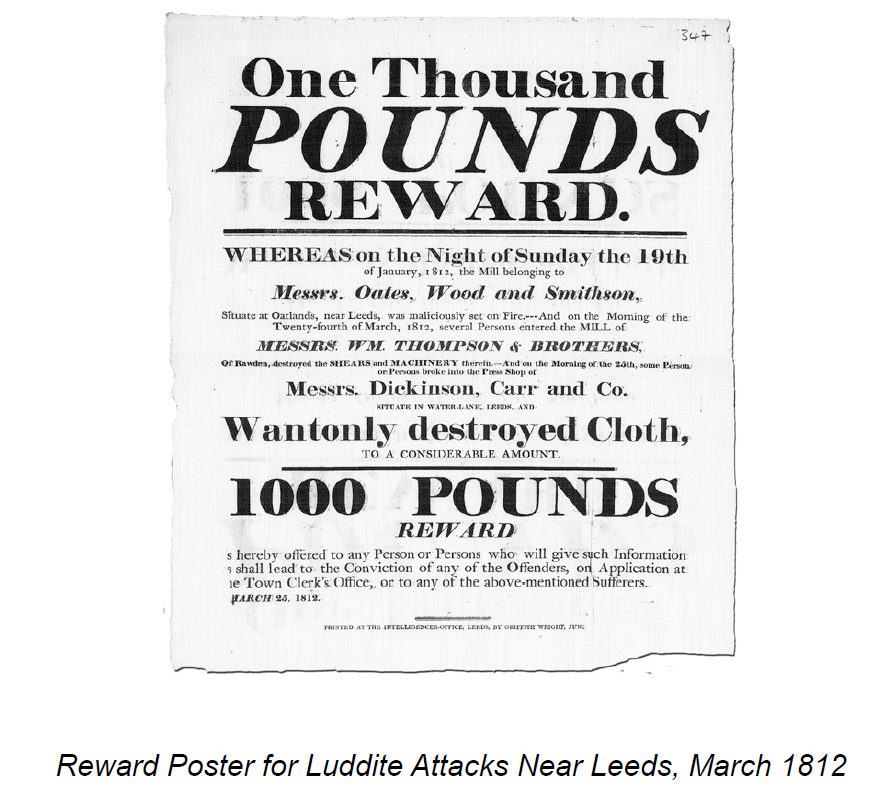 347
One Thousand
POUNDS
REWARD.
WHEREAS on the Night of Sunday the 19th
of January, 1812, the Mill belonging to
Messrs. Oates, Wood and Smithson,
Situate at Oatlands, near Leeds, was maliciously set on Fire.---And on the Morning of the
Twenty-fourth of March, 1812, several Persons entered the MILL of
MESSRS. WM. THOMPSON & BROTHERS,
Of Rawden, destroyed the SHEARS and MACHINERY therein.—And on the Morning of the 25th, some Person
or Persons broke into the Press Shop of
Messrs. Dickinson, Carr and Co.
SITUATE IN WATER-LANE, LEEDS, AND
Wantonly destroyed Cloth,
TO A CONSIDERABLE AMOUNT.
1000 POUNDS
REWARD
s hereby offered to any Person or Persons who will give such Information
s shall lead to the Conviction of any of the Offenders, on Application at
e Town Clerk's Office, or to any of the above-mentioned Sufferers.
MARCH 25, 1812.
PRINTED AT THE INTELLIGENCER-OFFICE, LEEDS, BY GRIFFITH WRIGHT, JUN.
Reward Poster for Luddite Attacks Near Leeds, March 1812